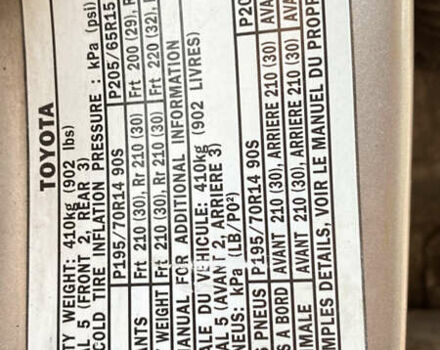 TOYOTA
TY WEIGHT: 410kg (902 lbs)
AL 5 (FRONT 2, REAR 3)
COLD TIRE INFLATION PRESSURE : kPa (psi)
P195/70R14 90S P205/65R15
ANTS Frt 210 (30), Rr 210 (30) Frt 200 (29), R
WEIGHT Frt 210 (30), Rr 210 (30) Frt 220 (32),
ANUAL FOR ADDITIONAL INFORMATION
ALE DU VEHICULE: 410kg (902 LIVRES)
AL 5 (AVANT 2, ARRIERE 3)
NEUS: kPa (LB/PO²)
PNEUS P195/70R14 90S P20
S A BORD AVANT 210 (30), ARRIERE 210 (30) AVA
MALE AVANT 210 (30), ARRIERE 210 (30) AVA
MPLES DETAILS, VOIR LE MANUEL DU PROPR